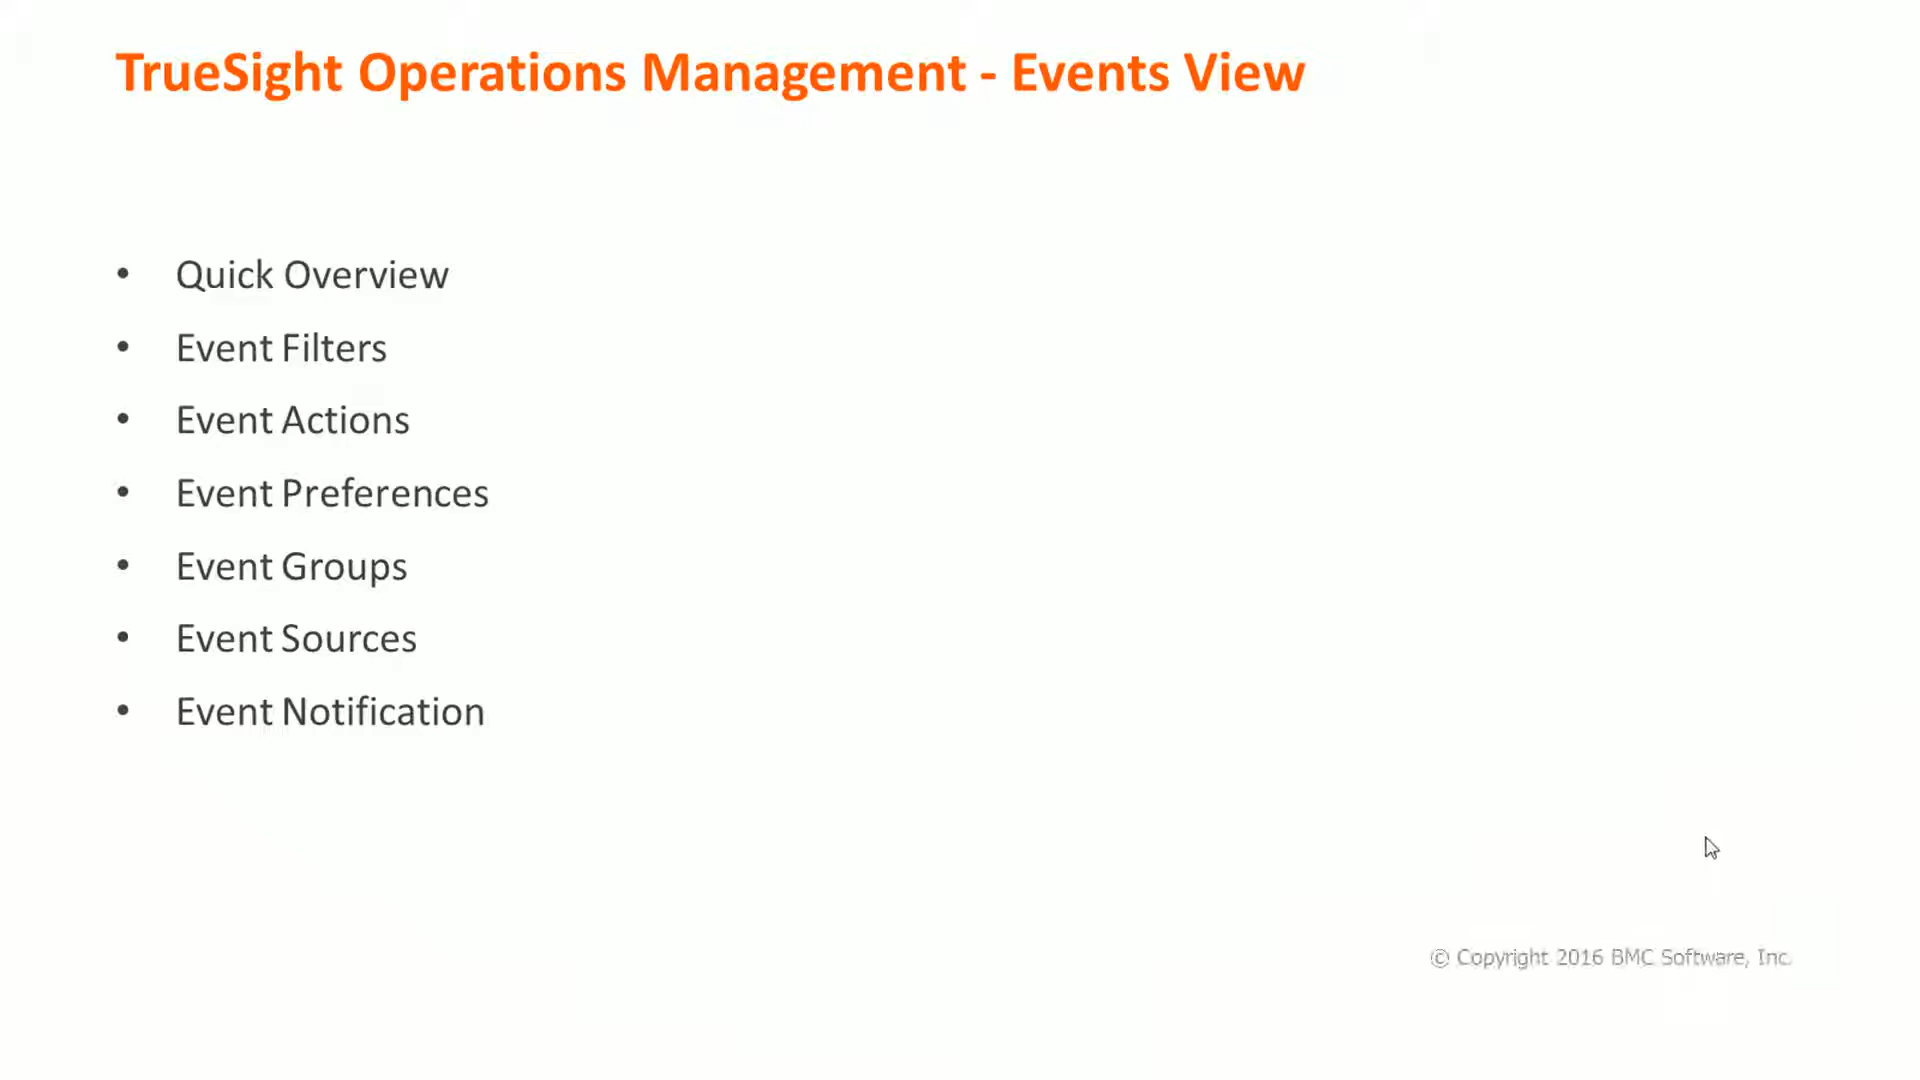 TrueSight Operations Management - Events View
• Quick Overview
• Event Filters
• Event Actions
• Event Preferences
• Event Groups
• Event Sources
• Event Notification
© Copyright 2016 BMC Software, Inc.